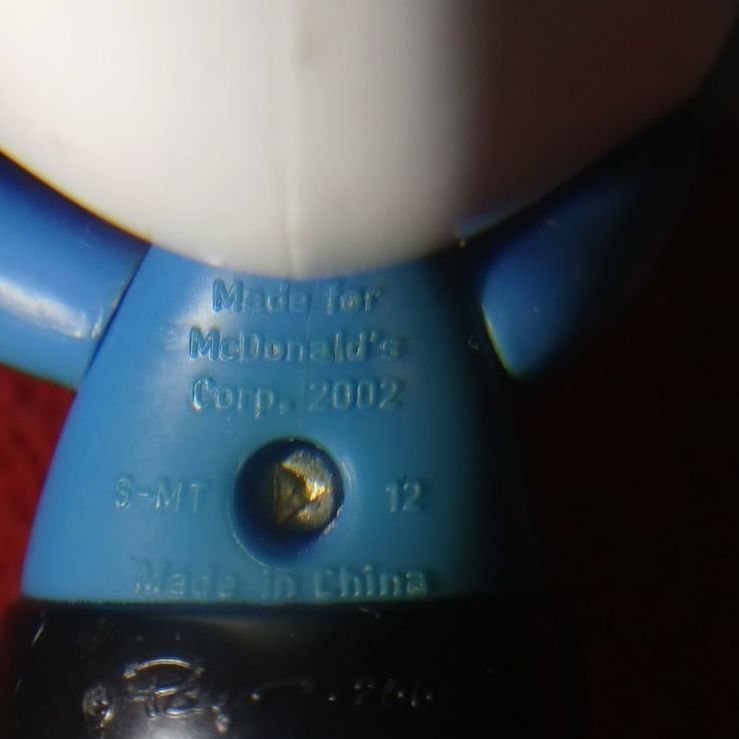 Made for
McDonald's
Corp. 2002
S-MT 12
Made in China
©